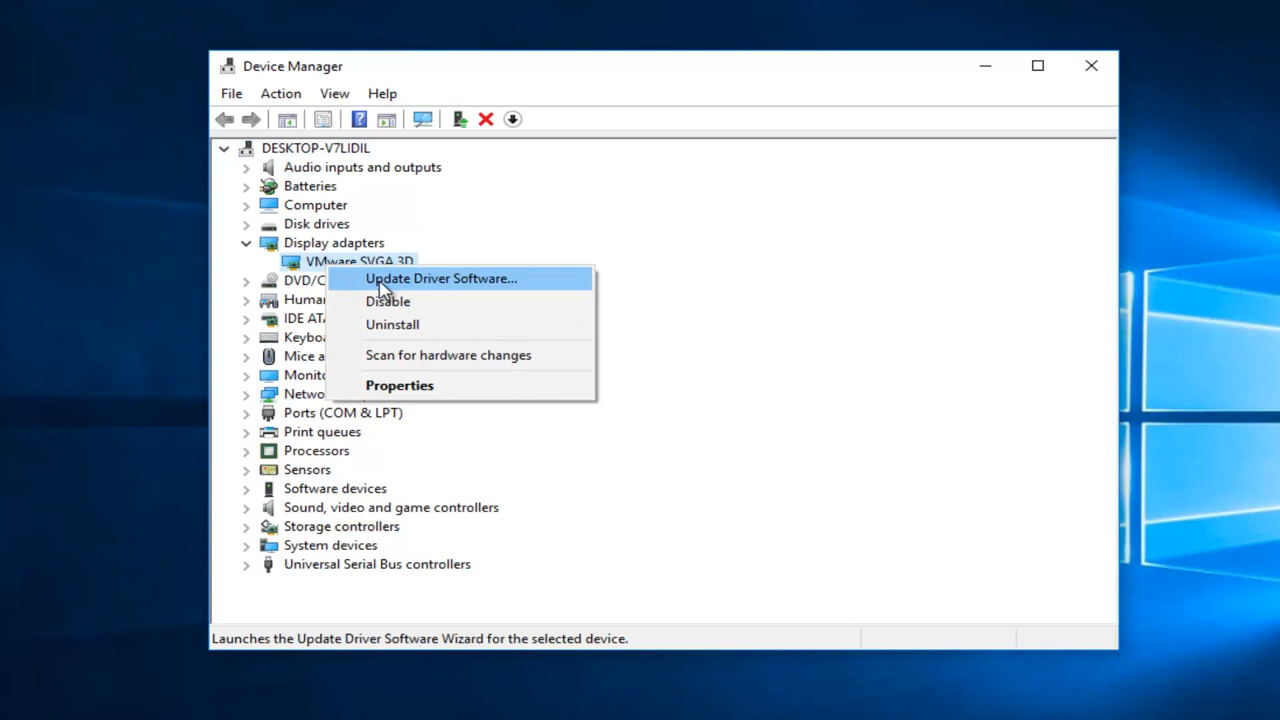 Device Manager
File Action View Help
DESKTOP-V7LIDIL
Audio inputs and outputs
Batteries
Computer
Disk drives
Display adapters
VMware SVGA 3D
DVD/C
Update Driver Software...
Human
Disable
IDE ATA
Uninstall
Keyboa
Mice a
Scan for hardware changes
Monito
Properties
Netwo
Ports (COM & LPT)
Print queues
Processors
Sensors
Software devices
Sound, video and game controllers
Storage controllers
System devices
Universal Serial Bus controllers
Launches the Update Driver Software Wizard for the selected device.